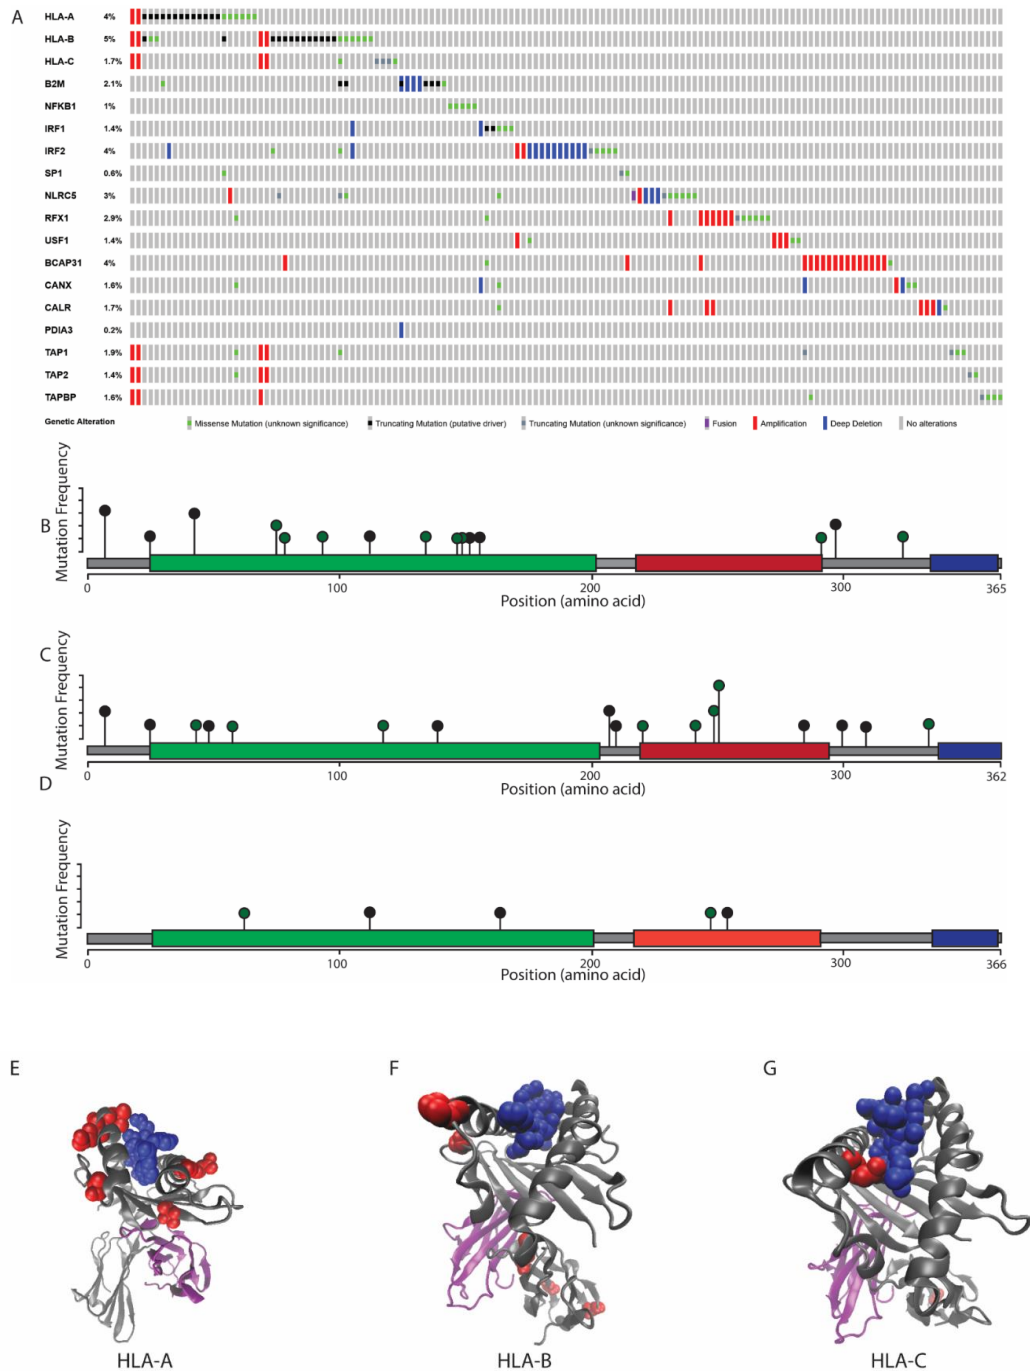 A
HLA-A 4%
HLA-B 5%
HLA-C 1.7%
B2M 2.1%
NFKB1 1%
IRF1 1.4%
IRF2 4%
SP1 0.6%
NLRC5 3%
RFX1 2.9%
USF1 1.4%
BCAP31 4%
CANX 1.6%
CALR 1.7%
PDIA3 0.2%
TAP1 1.9%
TAP2 1.4%
TAPBP 1.6%
Genetic Alteration Missense Mutation (unknown significance) Truncating Mutation (putative driver) Truncating Mutation (unknown significance) Fusion Amplification Deep Deletion No alterations
B
Mutation Frequency
0 100 200 300 365
Position (amino acid)
C
Mutation Frequency
0 100 200 300 362
Position (amino acid)
D
Mutation Frequency
0 100 200 300 366
Position (amino acid)
E F G
HLA-A HLA-B HLA-C